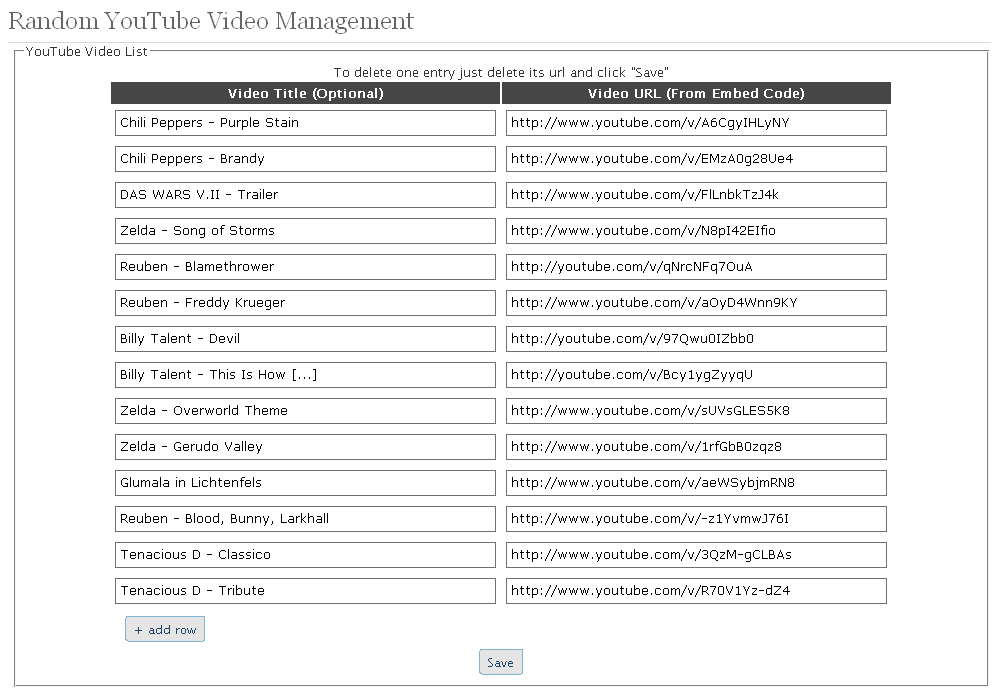 Random YouTube Video Management
YouTube Video List
To delete one entry just delete its url and click "Save"
Video Title (Optional) Video URL (From Embed Code)
Chili Peppers - Purple Stain http://www.youtube.com/v/A6CgyIHLyNY
Chili Peppers - Brandy http://www.youtube.com/v/EMzA0g28Ue4
DAS WARS V.II - Trailer http://www.youtube.com/v/FlLnbkTzJ4k
Zelda - Song of Storms http://www.youtube.com/v/N8pI42EIfio
Reuben - Blamethrower http://youtube.com/v/qNrcNFq7OuA
Reuben - Freddy Krueger http://www.youtube.com/v/aOyD4Wnn9KY
Billy Talent - Devil http://youtube.com/v/97Qwu0IZbb0
Billy Talent - This Is How [...] http://youtube.com/v/Bcy1ygZyyqU
Zelda - Overworld Theme http://www.youtube.com/v/sUVsGLES5K8
Zelda - Gerudo Valley http://www.youtube.com/v/1rfGbB0zqz8
Glumala in Lichtenfels http://www.youtube.com/v/aeWSybjmRN8
Reuben - Blood, Bunny, Larkhall http://www.youtube.com/v/-z1YvmwJ76I
Tenacious D - Classico http://www.youtube.com/v/3QzM-gCLBAs
Tenacious D - Tribute http://www.youtube.com/v/R70V1Yz-dZ4
+ add row
Save